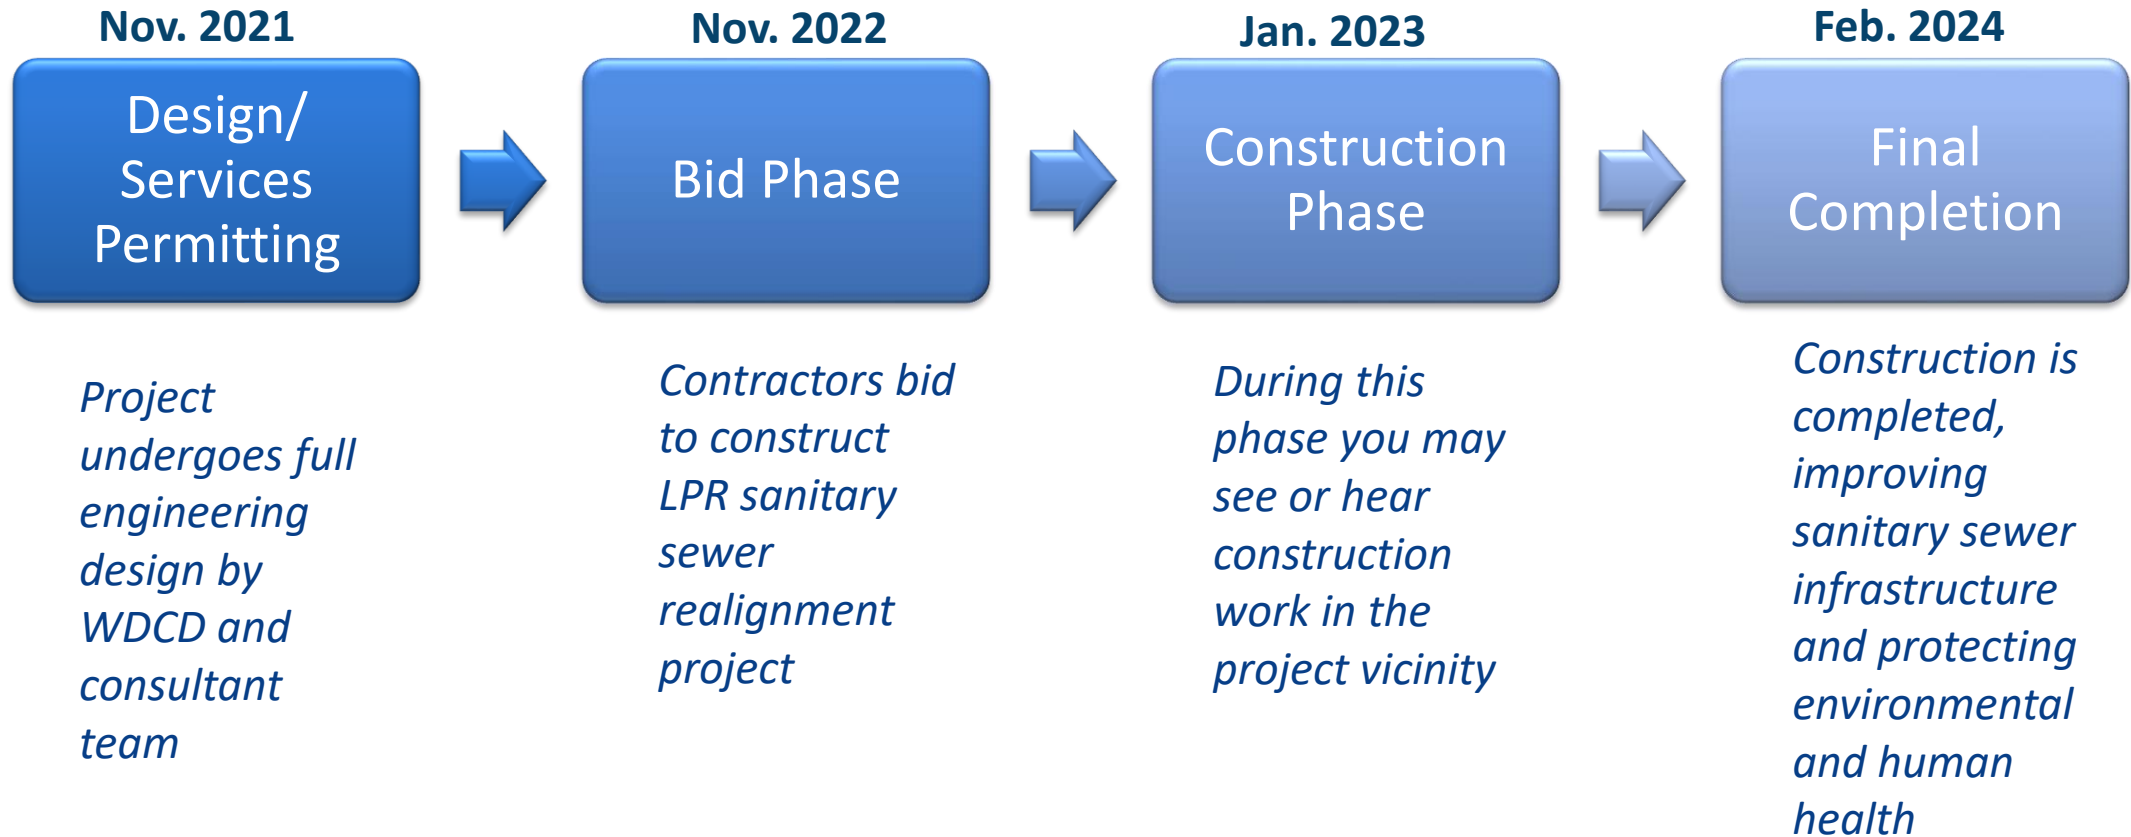 Nov. 2021
Design/
Services
Permitting
Project
undergoes full
engineering
design by
WDCD and
consultant
team
Nov. 2022
Bid Phase
Contractors bid
to construct
LPR sanitary
sewer
realignment
project
Jan. 2023
Construction
Phase
During this
phase you may
see or hear
construction
work in the
project vicinity
Feb. 2024
Final
Completion
Construction is
completed,
improving
sanitary sewer
infrastructure
and protecting
environmental
and human
health